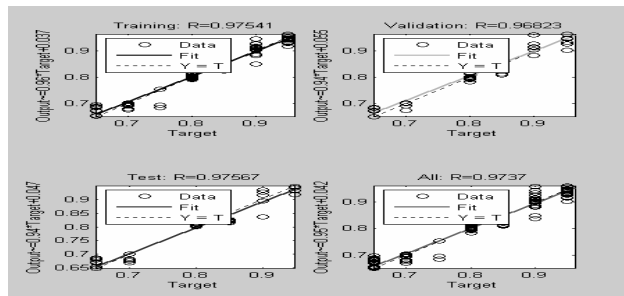 Training: R=0.97541
Output~=0.96*Target+0.037
0.9
0.8
0.7
Data
Fit
Y = T
0.7 0.8 0.9
Target
Validation: R=0.96823
Output~=0.94*Target+0.055
0.9
0.8
0.7
Data
Fit
Y = T
0.7 0.8 0.9
Target
Test: R=0.97567
Output~=0.94*Target+0.047
0.9
0.85
0.8
0.75
0.7
0.65
Data
Fit
Y = T
0.7 0.8 0.9
Target
All: R=0.9737
Output~=0.95*Target+0.042
0.9
0.8
0.7
Data
Fit
Y = T
0.7 0.8 0.9
Target